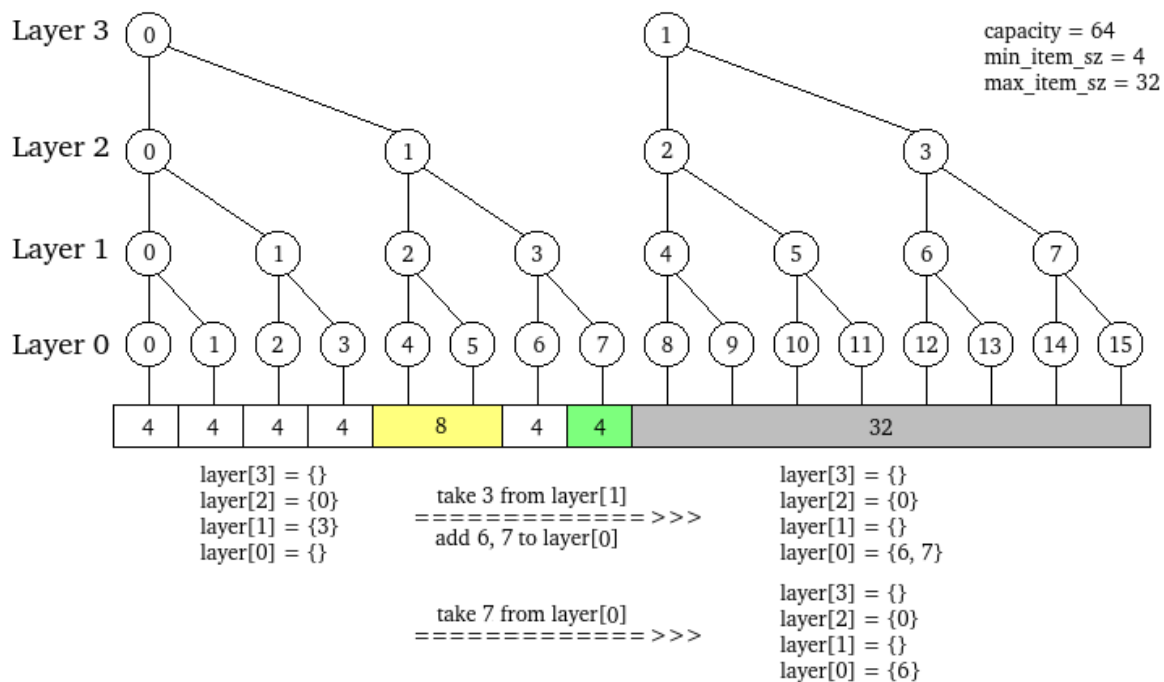 Layer 3 0 1
capacity = 64
min_item_sz = 4
max_item_sz = 32
Layer 2 0 1 2 3
Layer 1 0 1 2 3 4 5 6 7
Layer 0 0 1 2 3 4 5 6 7 8 9 10 11 12 13 14 15
4 4 4 4 8 4 4 32
layer[3] = {}
layer[2] = {0}
layer[1] = {3}
layer[0] = {}
take 3 from layer[1]
=============>>>
add 6, 7 to layer[0]
layer[3] = {}
layer[2] = {0}
layer[1] = {}
layer[0] = {6, 7}
take 7 from layer[0]
=============>>>
layer[3] = {}
layer[2] = {0}
layer[1] = {}
layer[0] = {6}